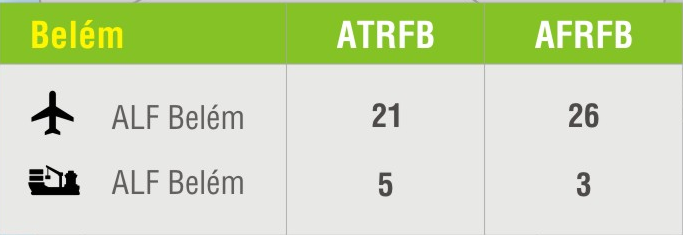 Belém ATRFB AFRFB
ALF Belém 21 26
ALF Belém 5 3